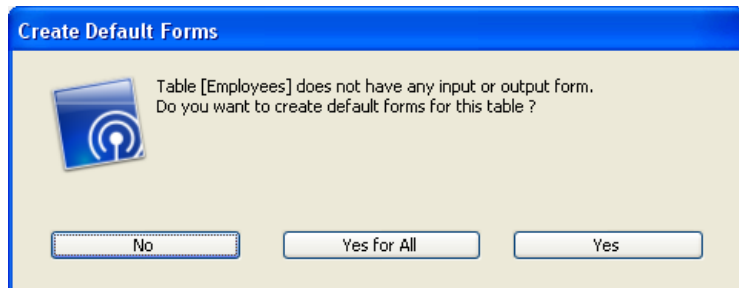 Create Default Forms
Table [Employees] does not have any input or output form.
Do you want to create default forms for this table ?
No
Yes for All
Yes